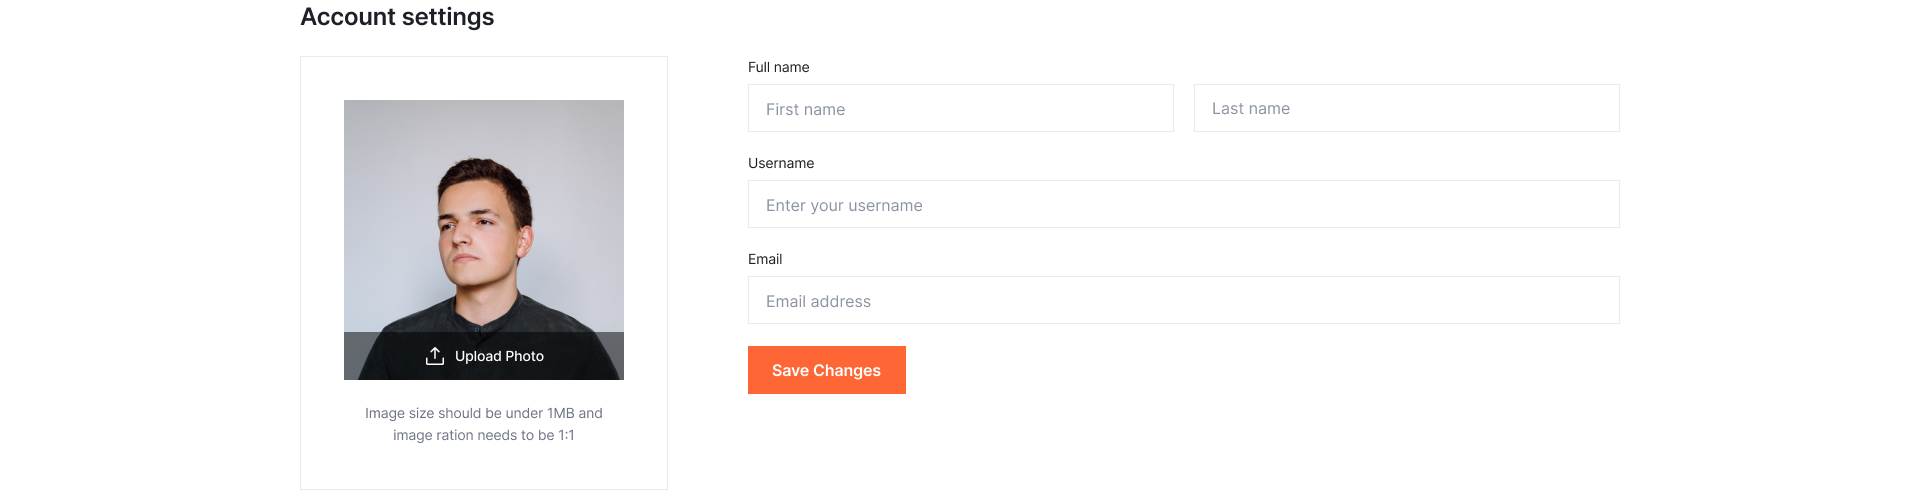 Account settings
Upload Photo
Image size should be under 1MB and
image ration needs to be 1:1
Full name
First name
Last name
Username
Enter your username
Email
Email address
Save Changes